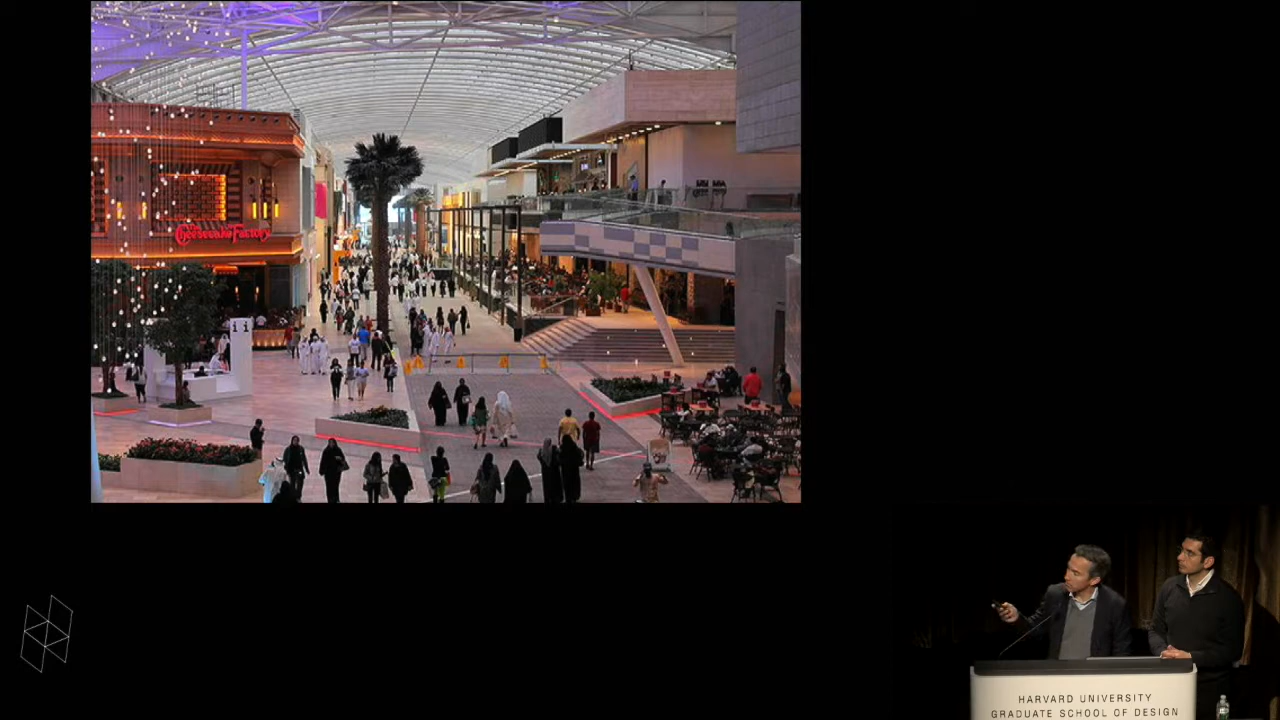 The
Cheesecake Factory
HARVARD UNIVERSITY
GRADUATE SCHOOL OF DESIGN